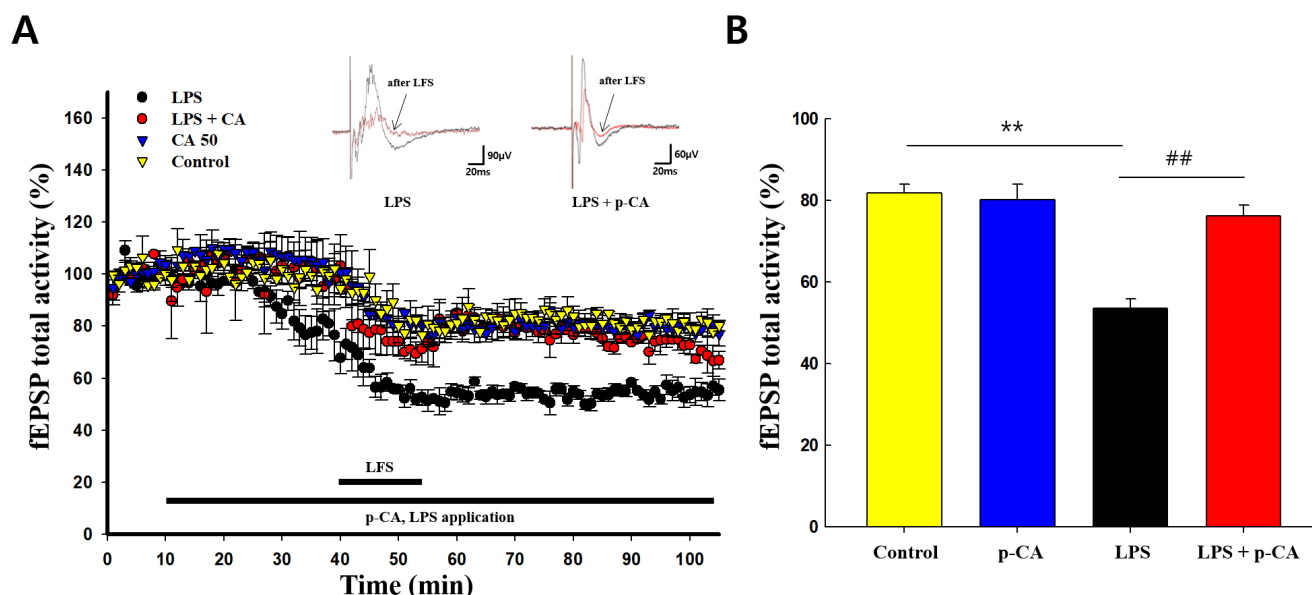 A
fEPSP total activity (%)
160
140
120
100
80
60
40
20
0
LPS
LPS + CA
CA 50
Control
after LFS
90µV
20ms
LPS
after LFS
60µV
20ms
LPS + p-CA
LFS
p-CA, LPS application
0 10 20 30 40 50 60 70 80 90 100
Time (min)
B
fEPSP total activity (%)
100
80
60
40
20
0
**
##
Control p-CA LPS LPS + p-CA